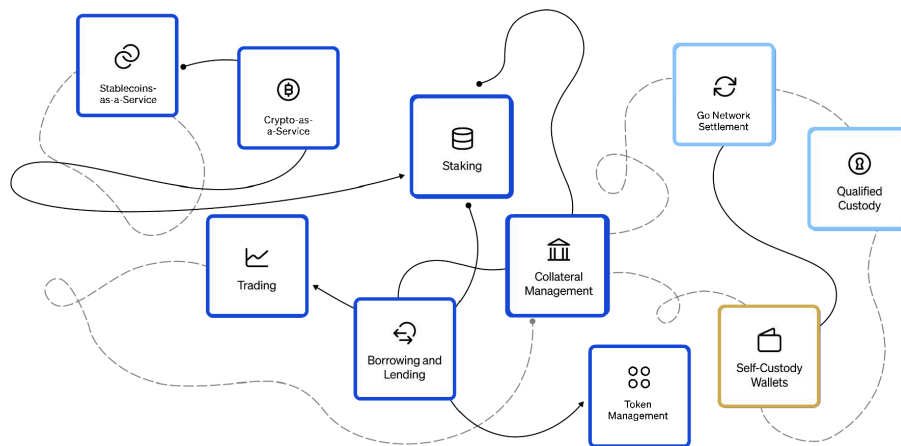 Stablecoins-
as-a-Service
Crypto-as-
a-Service
Staking
Go Network
Settlement
Qualified
Custody
Trading
Collateral
Management
Borrowing and
Lending
Token
Management
Self-Custody
Wallets